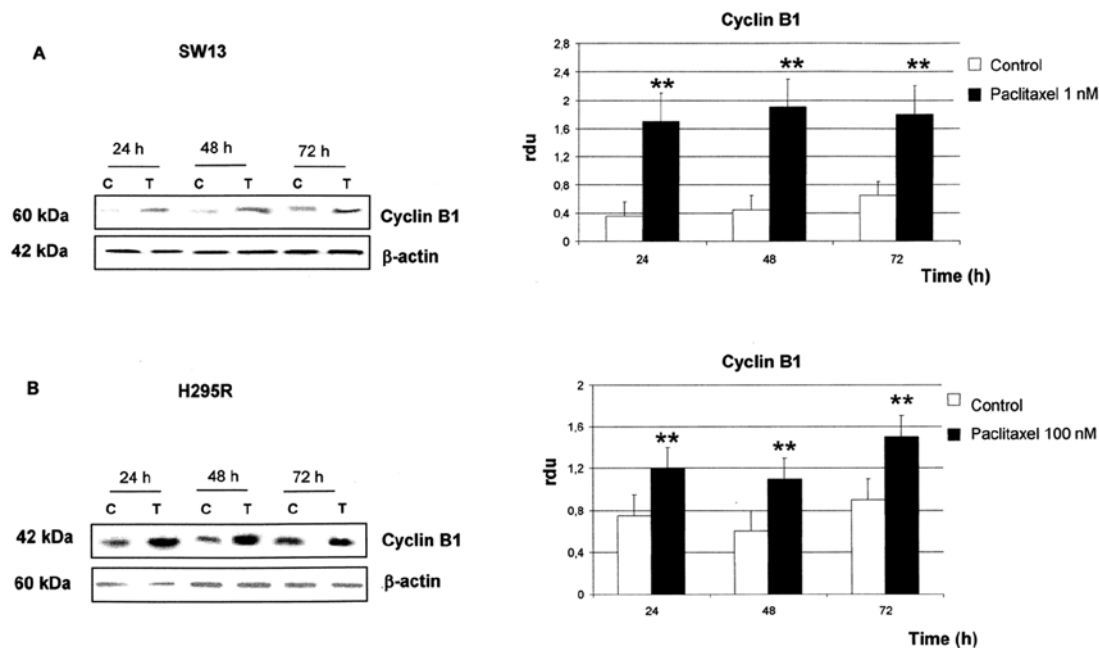 A
SW13
24 h 48 h 72 h
C T C T C T
60 kDa Cyclin B1
42 kDa β-actin
Cyclin B1
2,8
2,4
2
1,6
1,2
0,8
0,4
0
rdu
** ** **
24 48 72
Time (h)
Control
Paclitaxel 1 nM
B
H295R
24 h 48 h 72 h
C T C T C T
42 kDa Cyclin B1
60 kDa β-actin
Cyclin B1
2
1,6
1,2
0,8
0,4
0
rdu
** ** **
24 48 72
Time (h)
Control
Paclitaxel 100 nM